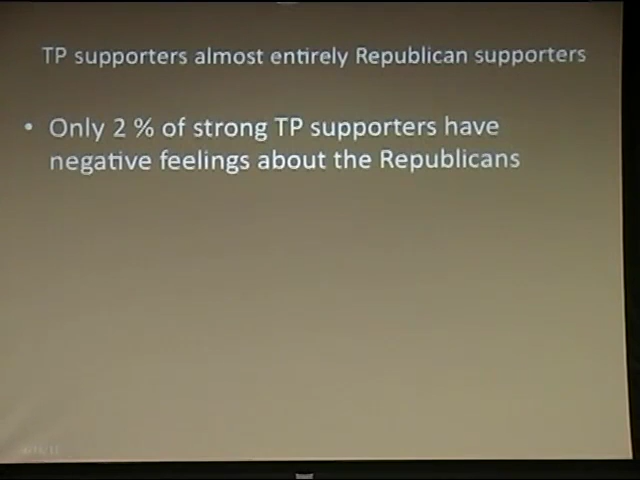 TP supporters almost entirely Republican supporters
• Only 2 % of strong TP supporters have
negative feelings about the Republicans